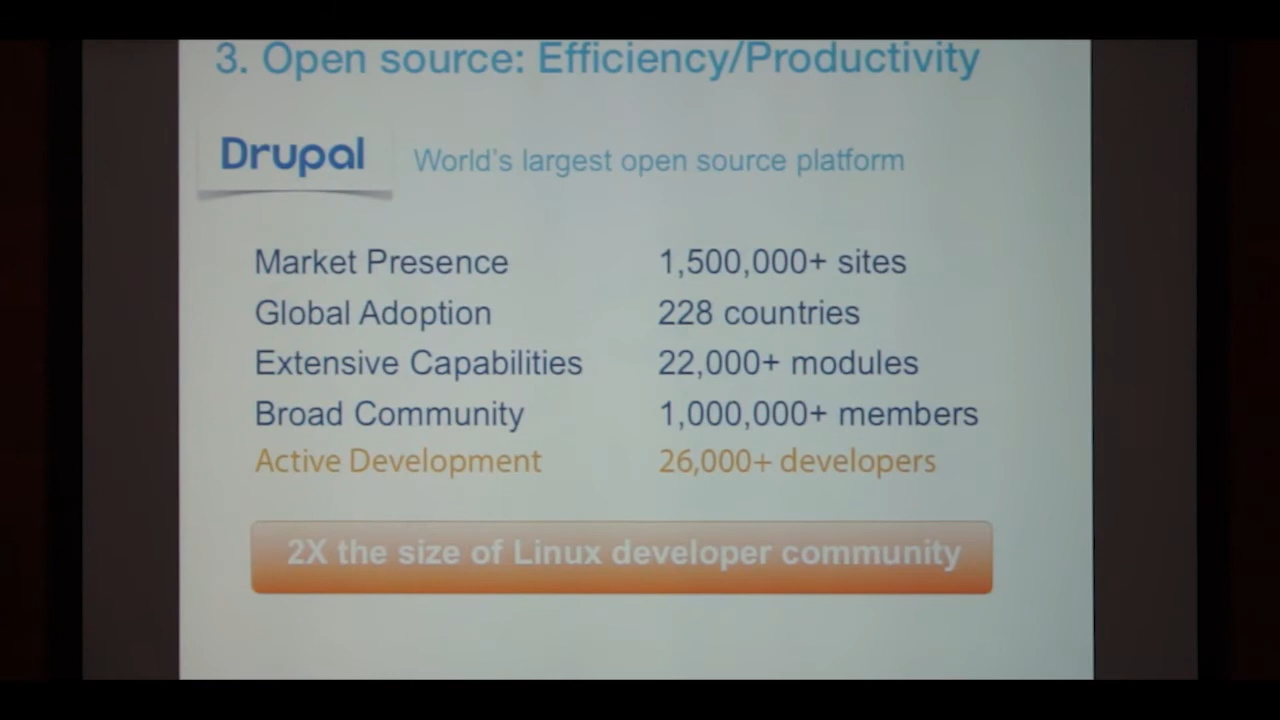 3. Open source: Efficiency/Productivity
Drupal World's largest open source platform
Market Presence 1,500,000+ sites
Global Adoption 228 countries
Extensive Capabilities 22,000+ modules
Broad Community 1,000,000+ members
Active Development 26,000+ developers
2X the size of Linux developer community